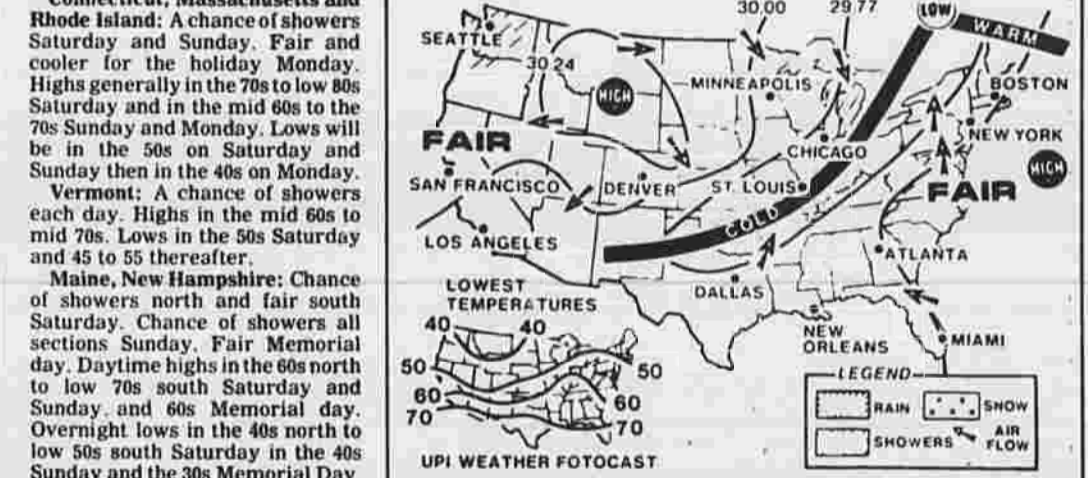 Connecticut, Massachusetts and
Rhode Island: A chance of showers
Saturday and Sunday. Fair and
cooler for the holiday Monday.
Highs generally in the 70s to low 80s
Saturday and in the mid 60s to the
70s Sunday and Monday. Lows will
be in the 50s on Saturday and
Sunday then in the 40s on Monday.
Vermont: A chance of showers
each day. Highs in the mid 60s to
mid 70s. Lows in the 50s Saturday
and 45 to 55 thereafter.
Maine, New Hampshire: Chance
of showers north and fair south
Saturday. Chance of showers all
sections Sunday. Fair Memorial
day. Daytime highs in the 60s north
to low 70s south Saturday and
Sunday, and 60s Memorial day.
Overnight lows in the 40s north to
low 50s south Saturday in the 40s
Sunday and the 30s Memorial Day
30.00
29.77
LOW
WARM
SEATTLE
30.24
HIGH
MINNEAPOLIS
BOSTON
NEW YORK
FAIR
CHICAGO
HIGH
SAN FRANCISCO
DENVER
ST. LOUIS
FAIR
COLD
LOS ANGELES
ATLANTA
DALLAS
NEW
ORLEANS
MIAMI
LOWEST
TEMPERATURES
40
40
50
50
60
60
70
70
UPI WEATHER FOTOCAST
LEGEND
RAIN
SNOW
SHOWERS
AIR
FLOW